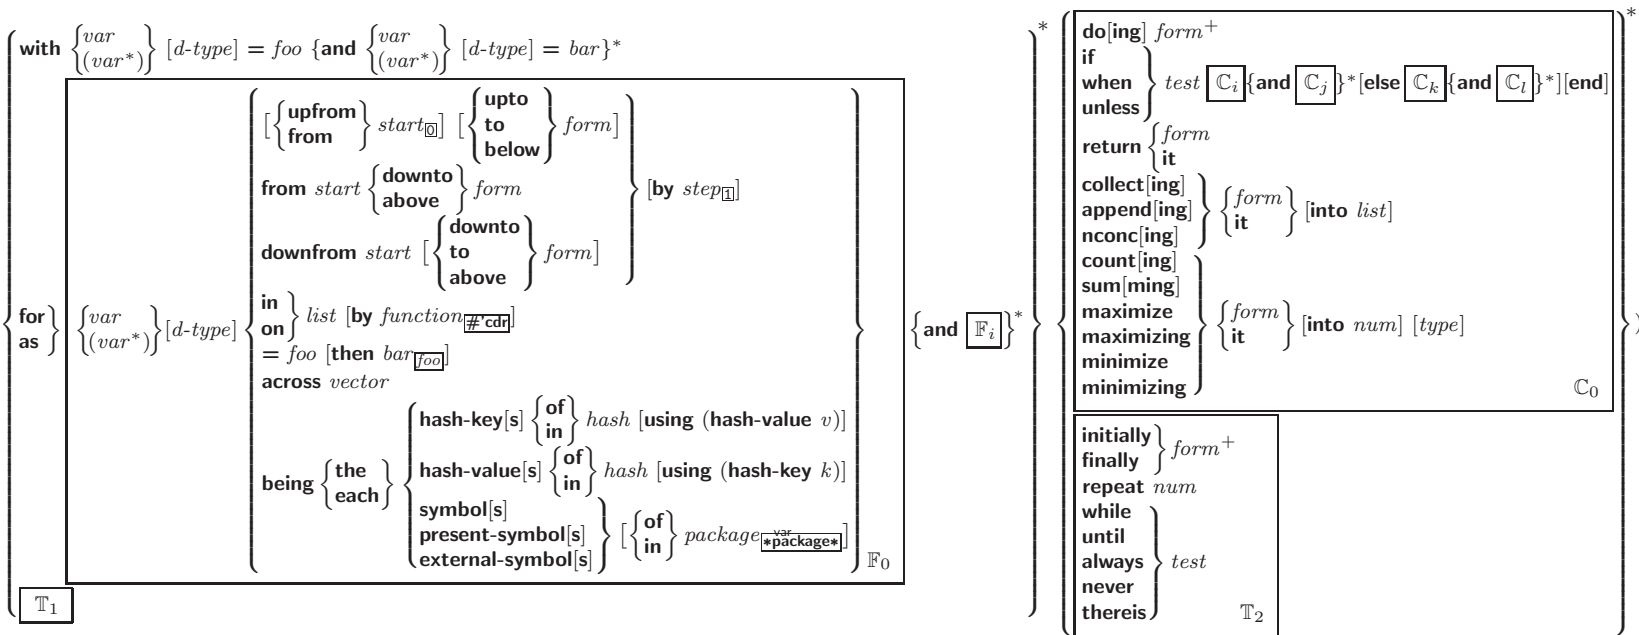 with {var (var*)} [d-type] = foo {and {var (var*)} [d-type] = bar}*
for
as
{var (var*)} [d-type]
[{upfrom from} start 0] [{upto to below} form]
from start {downto above} form
downfrom start [{downto to above} form]
[by step 1]
in
on
list [by function #'cdr]
= foo [then bar foo]
across vector
being {the each}
hash-key[s] {of in} hash [using (hash-value v)]
hash-value[s] {of in} hash [using (hash-key k)]
symbol[s]
present-symbol[s]
external-symbol[s]
[{of in} package var *package*]
𝔽0
{and 𝔽i}*
𝕋1
*
do[ing] form+
if
when
unless
test ℂi {and ℂj}* [else ℂk {and ℂl}*] [end]
return {form it}
collect[ing]
append[ing]
nconc[ing]
{form it} [into list]
count[ing]
sum[ming]
maximize
maximizing
minimize
minimizing
{form it} [into num] [type]
ℂ0
initially
finally
form+
repeat num
while
until
always
never
thereis
test
𝕋2
*
)